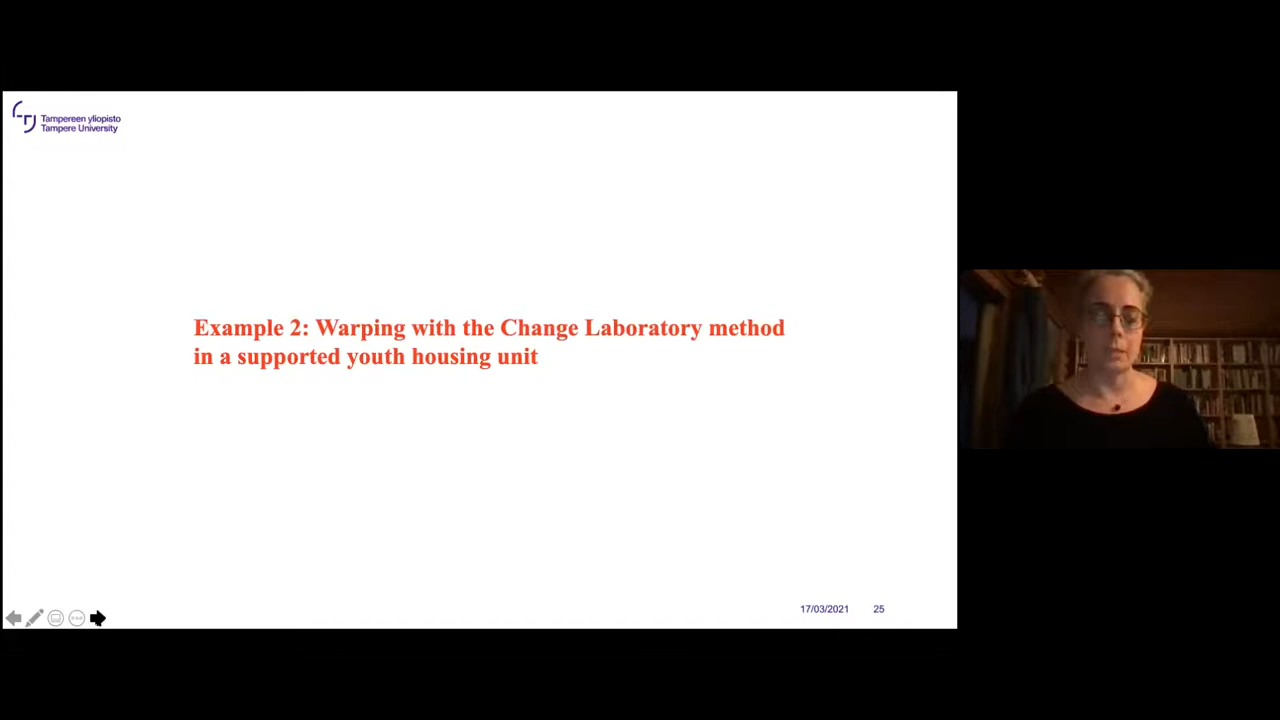 Tampereen yliopisto
Tampere University
Example 2: Warping with the Change Laboratory method
in a supported youth housing unit
17/03/2021 25